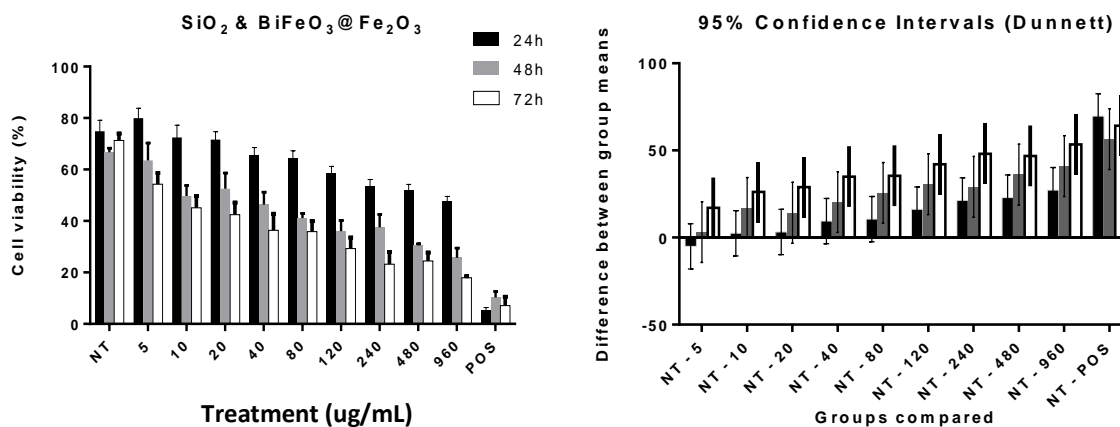 SiO₂ & BiFeO₃@Fe₂O₃
24h
48h
72h
Cell viability (%)
100
80
60
40
20
0
NT
5
10
20
40
80
120
240
480
960
POS
Treatment (ug/mL)
95% Confidence Intervals (Dunnett)
Difference between group means
100
50
0
-50
NT - 5
NT - 10
NT - 20
NT - 40
NT - 80
NT - 120
NT - 240
NT - 480
NT - 960
NT - POS
Groups compared